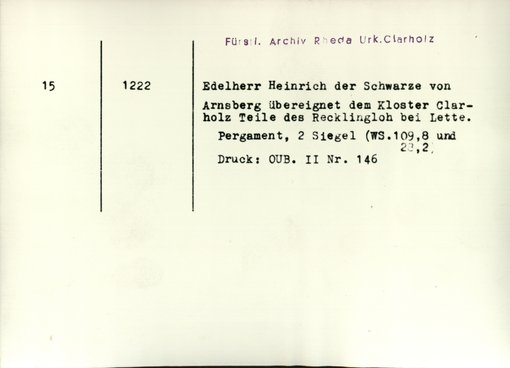 Fürstl. Archiv Rheda Urk.Clarholz
15 1222 Edelherr Heinrich der Schwarze von
Arnsberg übereignet dem Kloster Clar-
holz Teile des Recklingloh bei Lette.
Pergament, 2 Siegel (WS.109,8 und
22,2,
Druck: OUB. II Nr. 146